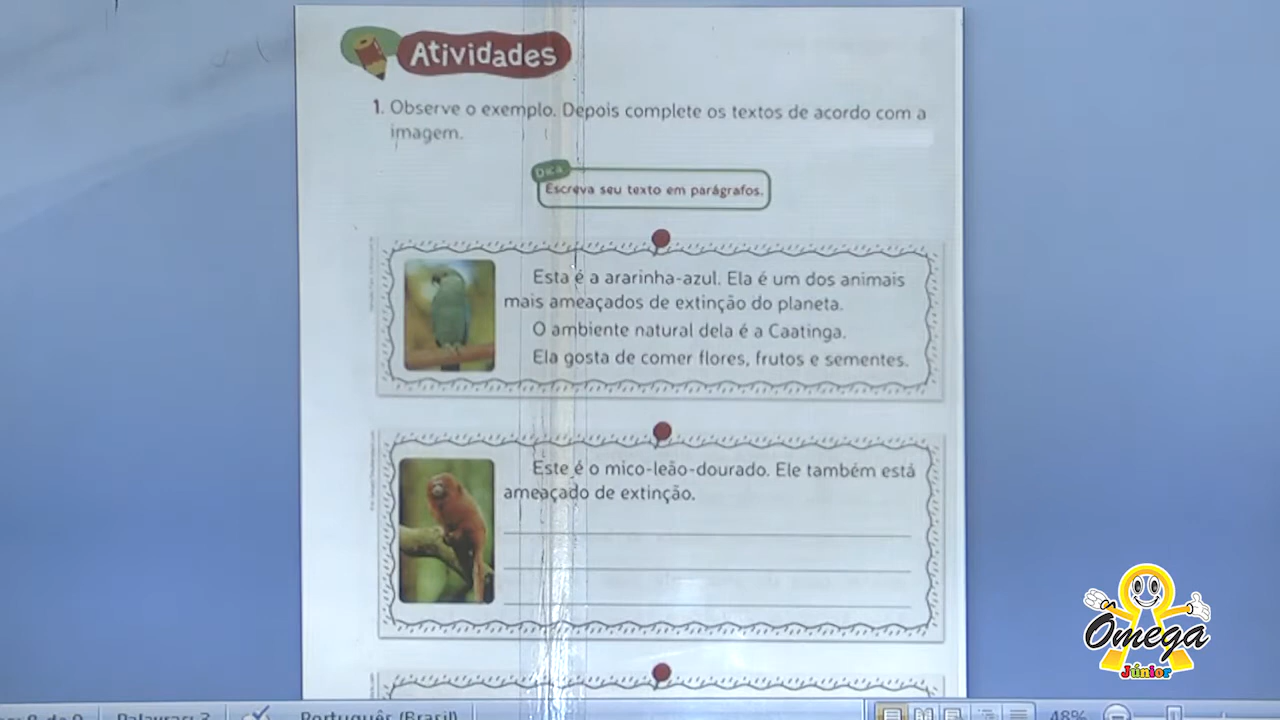 Atividades
1. Observe o exemplo. Depois complete os textos de acordo com a
imagem.
DICA
Escreva seu texto em parágrafos.
Esta é a ararinha-azul. Ela é um dos animais
mais ameaçados de extinção do planeta.
O ambiente natural dela é a Caatinga.
Ela gosta de comer flores, frutos e sementes.
Este é o mico-leão-dourado. Ele também está
ameaçado de extinção.
Ômega
Júnior
Português (Brasil)
48%